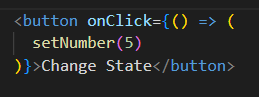 <button onClick={() => (
  setNumber(5)
)}>Change State</button>